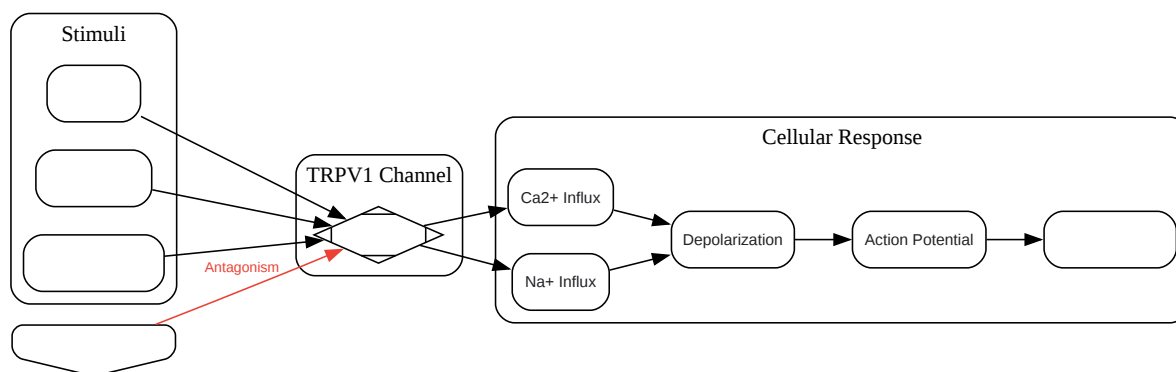 Stimuli
TRPV1 Channel
Antagonism
Cellular Response
Ca2+ Influx
Na+ Influx
Depolarization
Action Potential